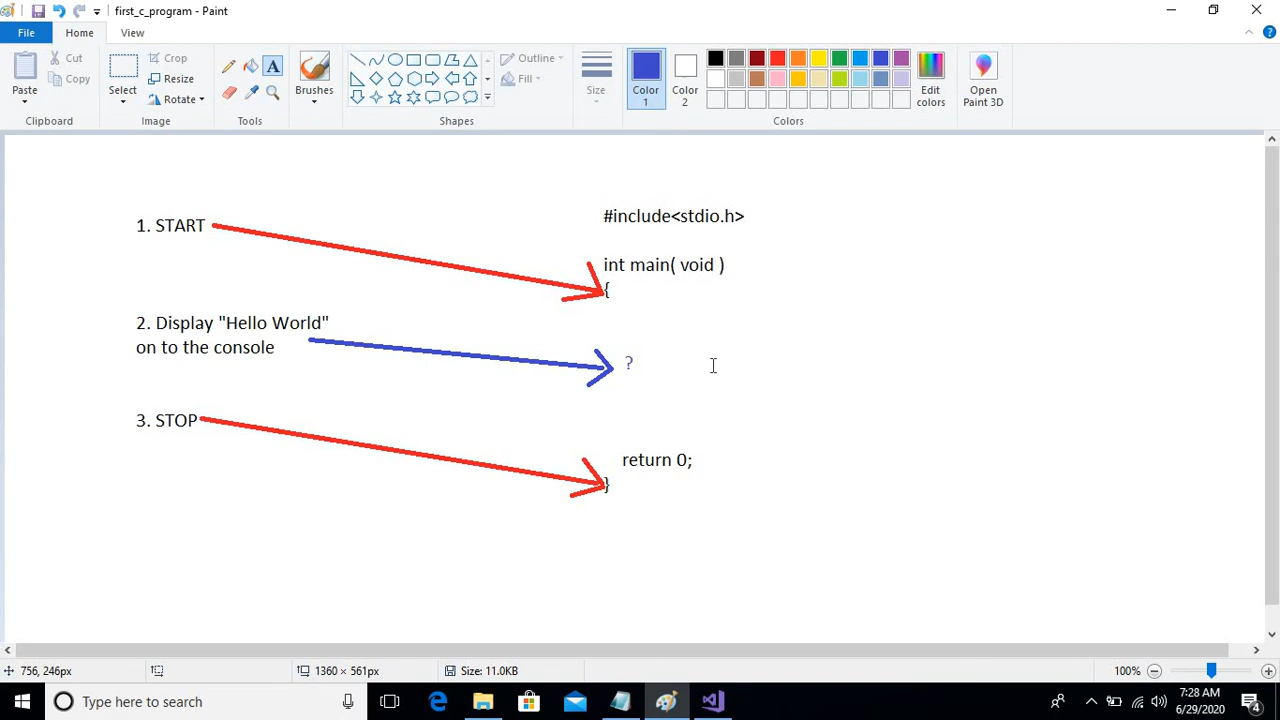 first_c_program - Paint
File
Home
View
Paste
Cut
Copy
Clipboard
Select
Crop
Resize
Rotate
Image
A
Tools
Brushes
Shapes
Outline
Fill
Size
Color
1
Color
2
Colors
Edit
colors
Open
Paint 3D
#include<stdio.h>
1. START
int main( void )
{
2. Display "Hello World"
on to the console
?
3. STOP
return 0;
}
756, 246px
1360 × 561px
Size: 11.0KB
100%
Type here to search
7:28 AM
6/29/2020
4